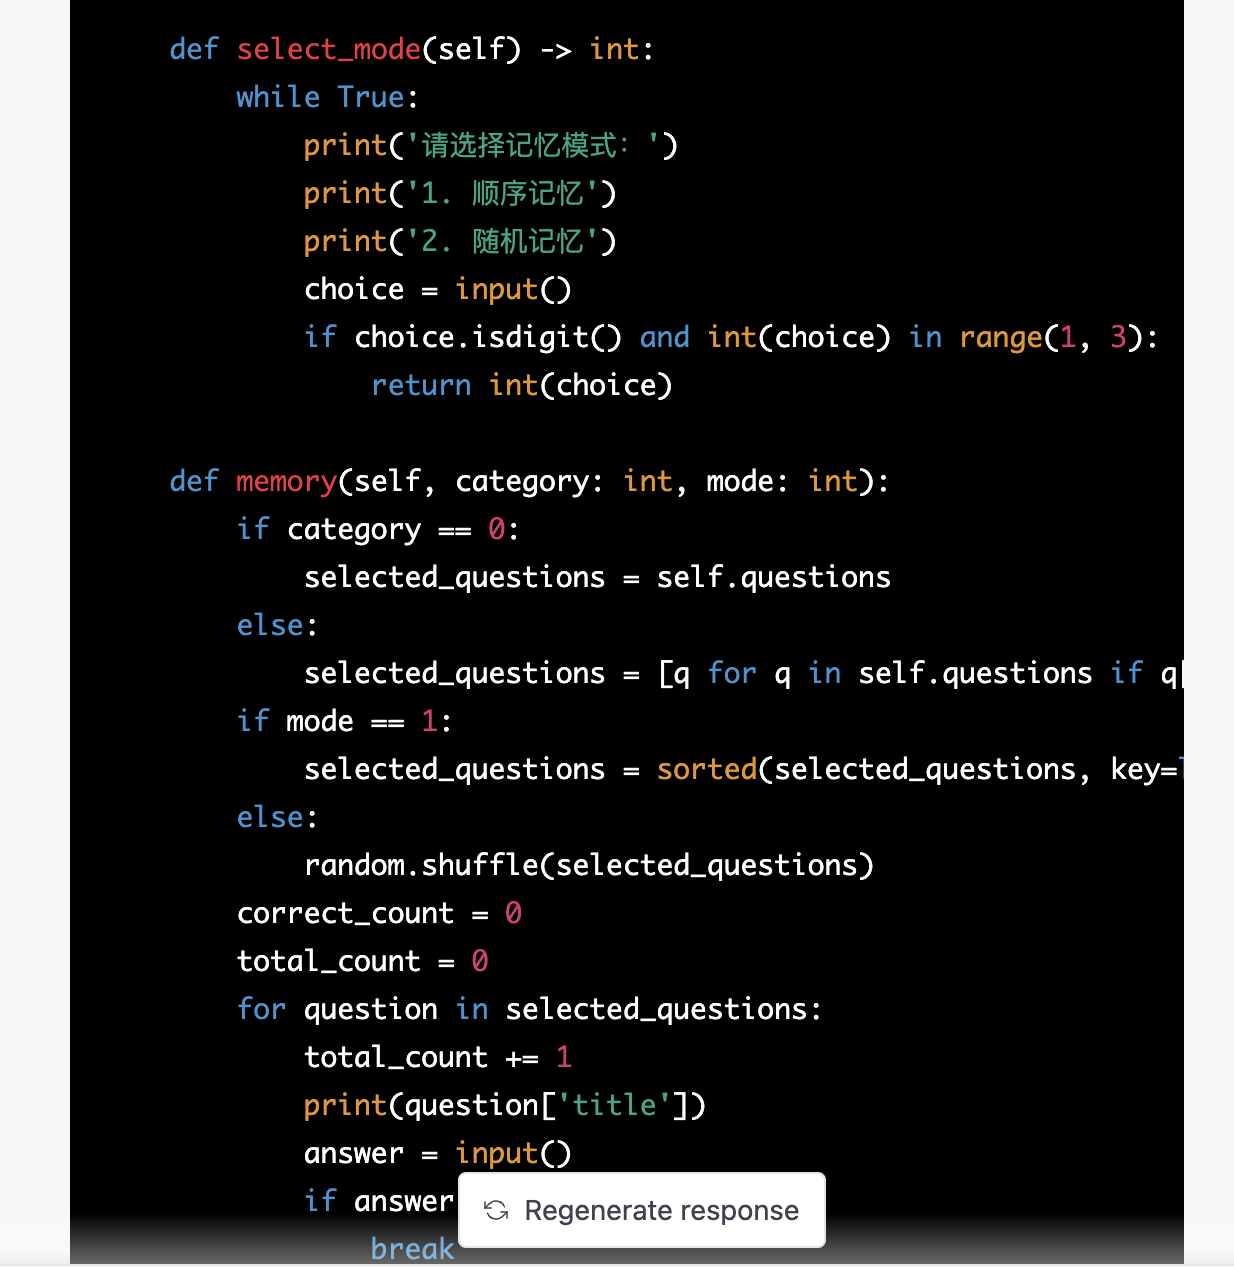 def select_mode(self) -> int:
while True:
print('请选择记忆模式：')
print('1. 顺序记忆')
print('2. 随机记忆')
choice = input()
if choice.isdigit() and int(choice) in range(1, 3):
return int(choice)
def memory(self, category: int, mode: int):
if category == 0:
selected_questions = self.questions
else:
selected_questions = [q for q in self.questions if q[
if mode == 1:
selected_questions = sorted(selected_questions, key=
else:
random.shuffle(selected_questions)
correct_count = 0
total_count = 0
for question in selected_questions:
total_count += 1
print(question['title'])
answer = input()
if answer
Regenerate response
break